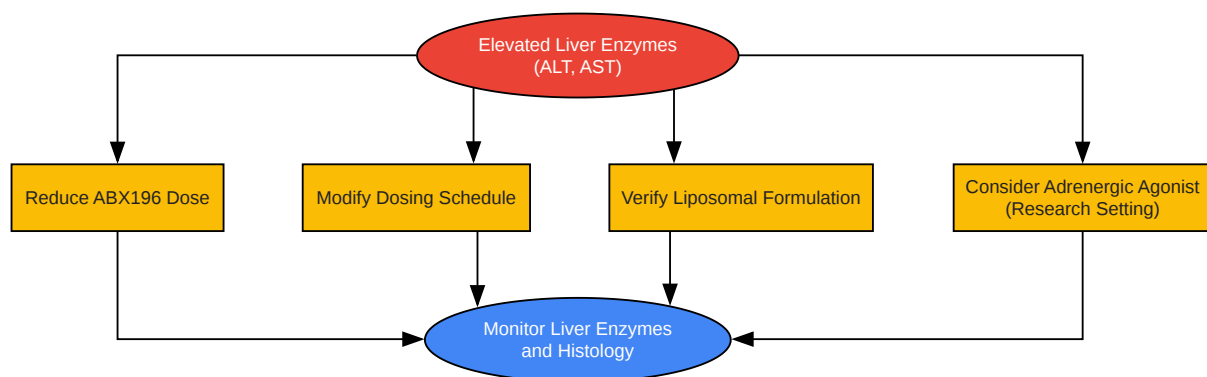 Elevated Liver Enzymes
(ALT, AST)
Reduce ABX196 Dose
Modify Dosing Schedule
Verify Liposomal Formulation
Consider Adrenergic Agonist
(Research Setting)
Monitor Liver Enzymes
and Histology